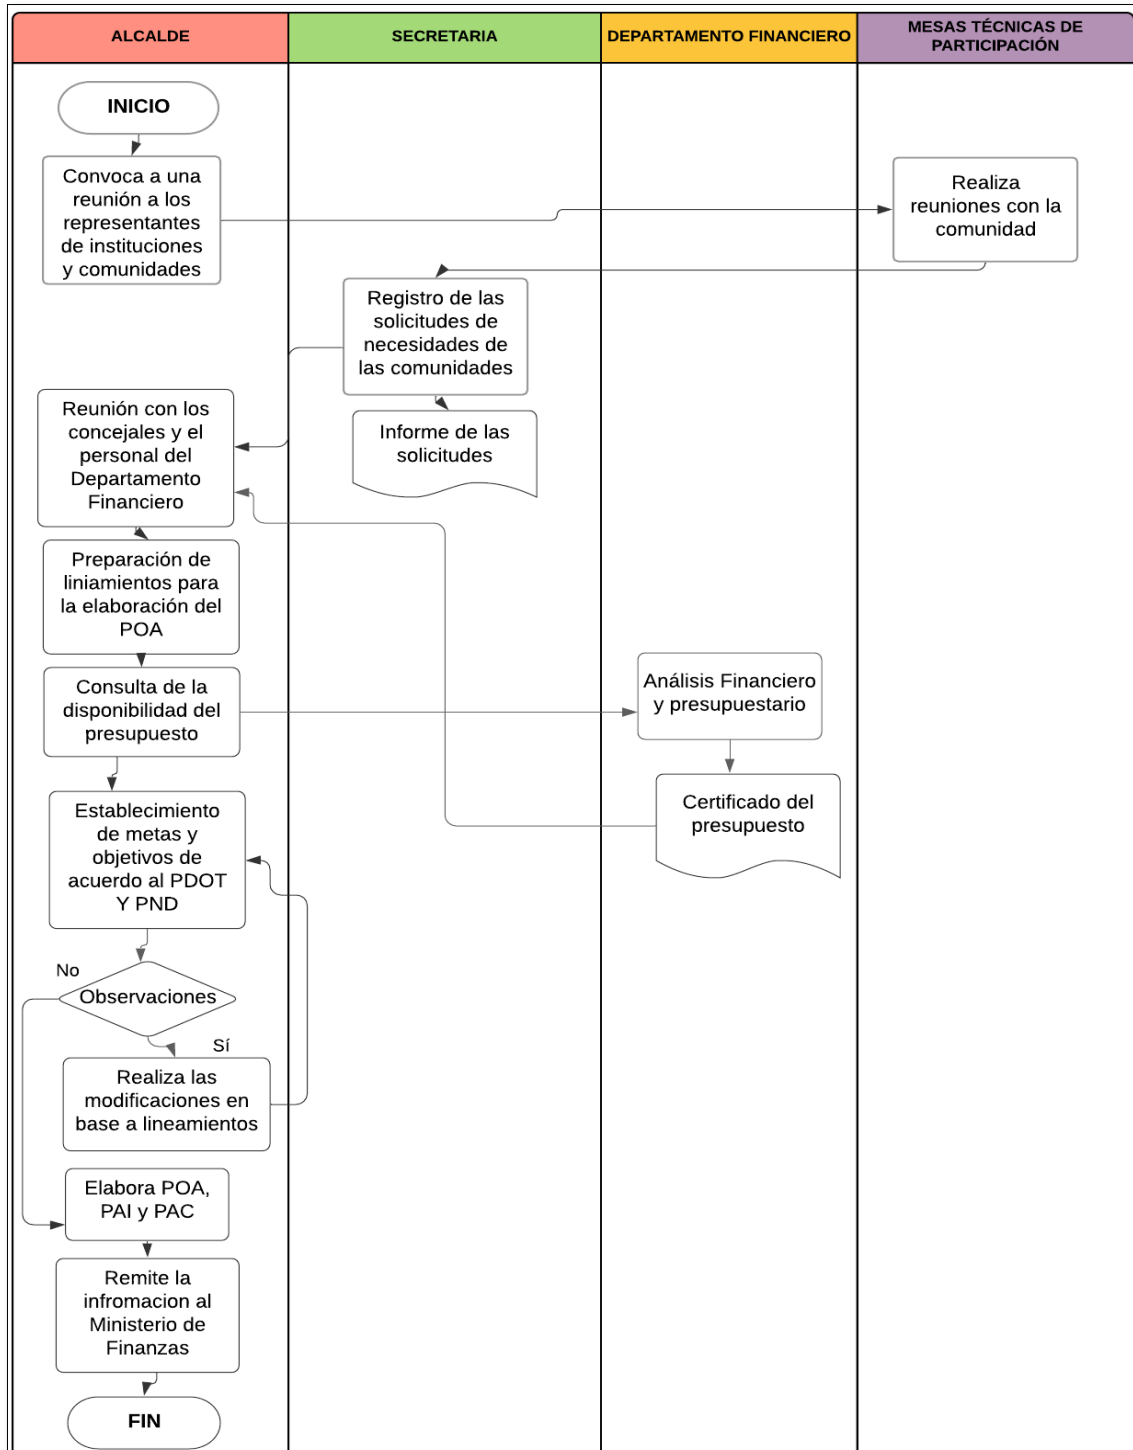 ALCALDE
SECRETARIA
DEPARTAMENTO FINANCIERO
MESAS TÉCNICAS DE
PARTICIPACIÓN
INICIO
Convoca a una
reunión a los
representantes
de instituciones
y comunidades
Realiza
reuniones con la
comunidad
Registro de las
solicitudes de
necesidades de
las comunidades
Informe de las
solicitudes
Reunión con los
concejales y el
personal del
Departamento
Financiero
Preparación de
liniamientos para
la elaboración del
POA
Consulta de la
disponibilidad del
presupuesto
Análisis Financiero
y presupuestario
Certificado del
presupuesto
Establecimiento
de metas y
objetivos de
acuerdo al PDOT
Y PND
No
Observaciones
Sí
Realiza las
modificaciones en
base a lineamientos
Elabora POA,
PAI y PAC
Remite la
infromacion al
Ministerio de
Finanzas
FIN